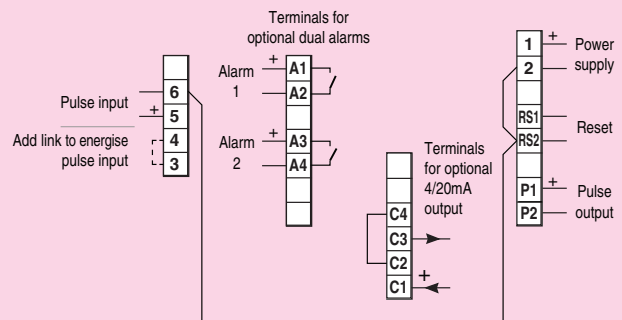 Terminals for
optional dual alarms
6
5
4
3
Pulse input
+
Add link to energise
pulse input
Alarm
1
+
A1
A2
Alarm
2
+
A3
A4
Terminals
for optional
4/20mA
output
C4
C3
C2
C1
+
1
2
+
Power
supply
RS1
RS2
Reset
P1
P2
+
Pulse
output